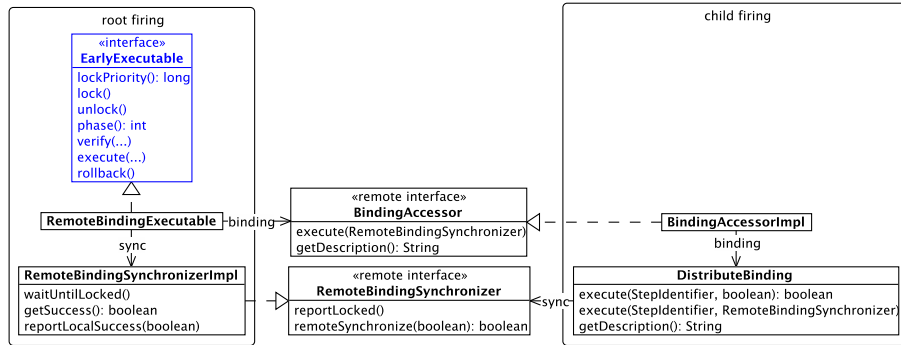 root firing
child firing
«interface»
EarlyExecutable
lockPriority(): long
lock()
unlock()
phase(): int
verify(...)
execute(...)
rollback()
RemoteBindingExecutable
binding
«remote interface»
BindingAccessor
execute(RemoteBindingSynchronizer)
getDescription(): String
BindingAccessorImpl
sync
binding
RemoteBindingSynchronizerImpl
waitUntilLocked()
getSuccess(): boolean
reportLocalSuccess(boolean)
«remote interface»
RemoteBindingSynchronizer
reportLocked()
remoteSynchronize(boolean): boolean
sync
DistributeBinding
execute(StepIdentifier, boolean): boolean
execute(StepIdentifier, RemoteBindingSynchronizer)
getDescription(): String